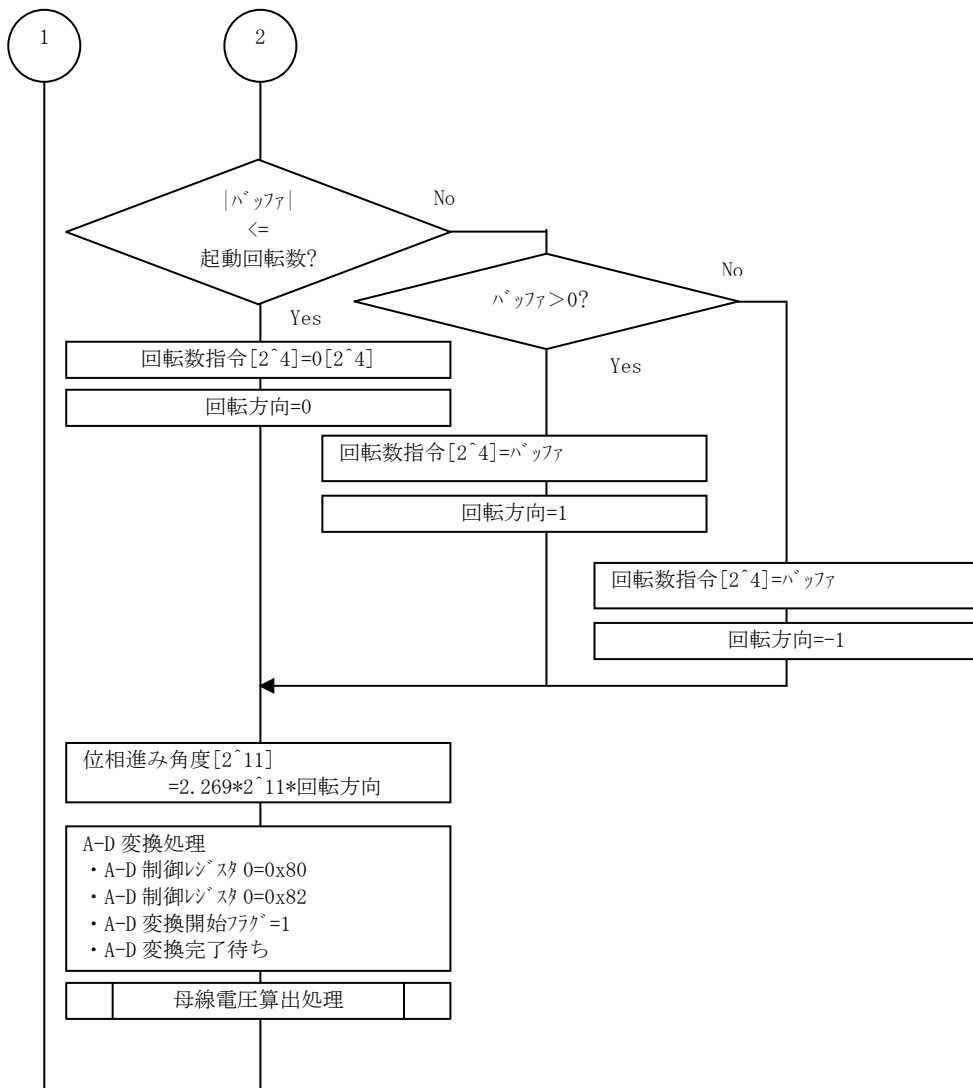 1
2
|ﾊﾞｯﾌｧ|
<=
起動回転数?
No
ﾊﾞｯﾌｧ＞0?
No
Yes
Yes
回転数指令[2^4]=0[2^4]
回転方向=0
回転数指令[2^4]=ﾊﾞｯﾌｧ
回転方向=1
回転数指令[2^4]=ﾊﾞｯﾌｧ
回転方向=-1
位相進み角度[2^11]
=2.269*2^11*回転方向
A-D 変換処理
・A-D 制御ﾚｼﾞｽﾀ 0=0x80
・A-D 制御ﾚｼﾞｽﾀ 0=0x82
・A-D 変換開始ﾌﾗｸﾞ=1
・A-D 変換完了待ち
母線電圧算出処理